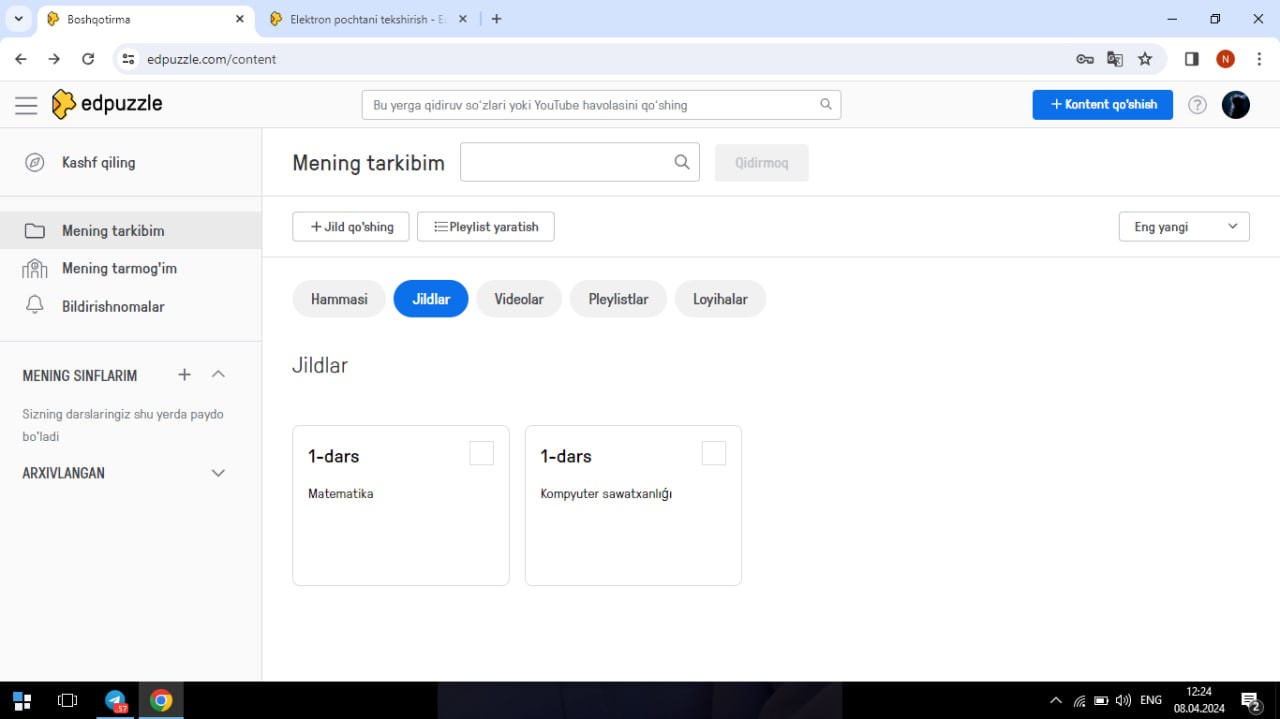 Boshqotirma
Elektron pochtani tekshirish - E
edpuzzle.com/content
N
edpuzzle
Bu yerga qidiruv so'zlari yoki YouTube havolasini qo'shing
+ Kontent qo'shish
?
Kashf qiling
Mening tarkibim
Qidirmoq
Mening tarkibim
+ Jild qo'shing
Pleylist yaratish
Eng yangi
Mening tarmog'im
Bildirishnomalar
Hammasi
Jildlar
Videolar
Pleylistlar
Loyihalar
Jildlar
MENING SINFLARIM +
Sizning darslaringiz shu yerda paydo
bo'ladi
ARXIVLANGAN
1-dars
Matematika
1-dars
Kompyuter sawatxanlıǵı
57
ENG
12:24
08.04.2024
2